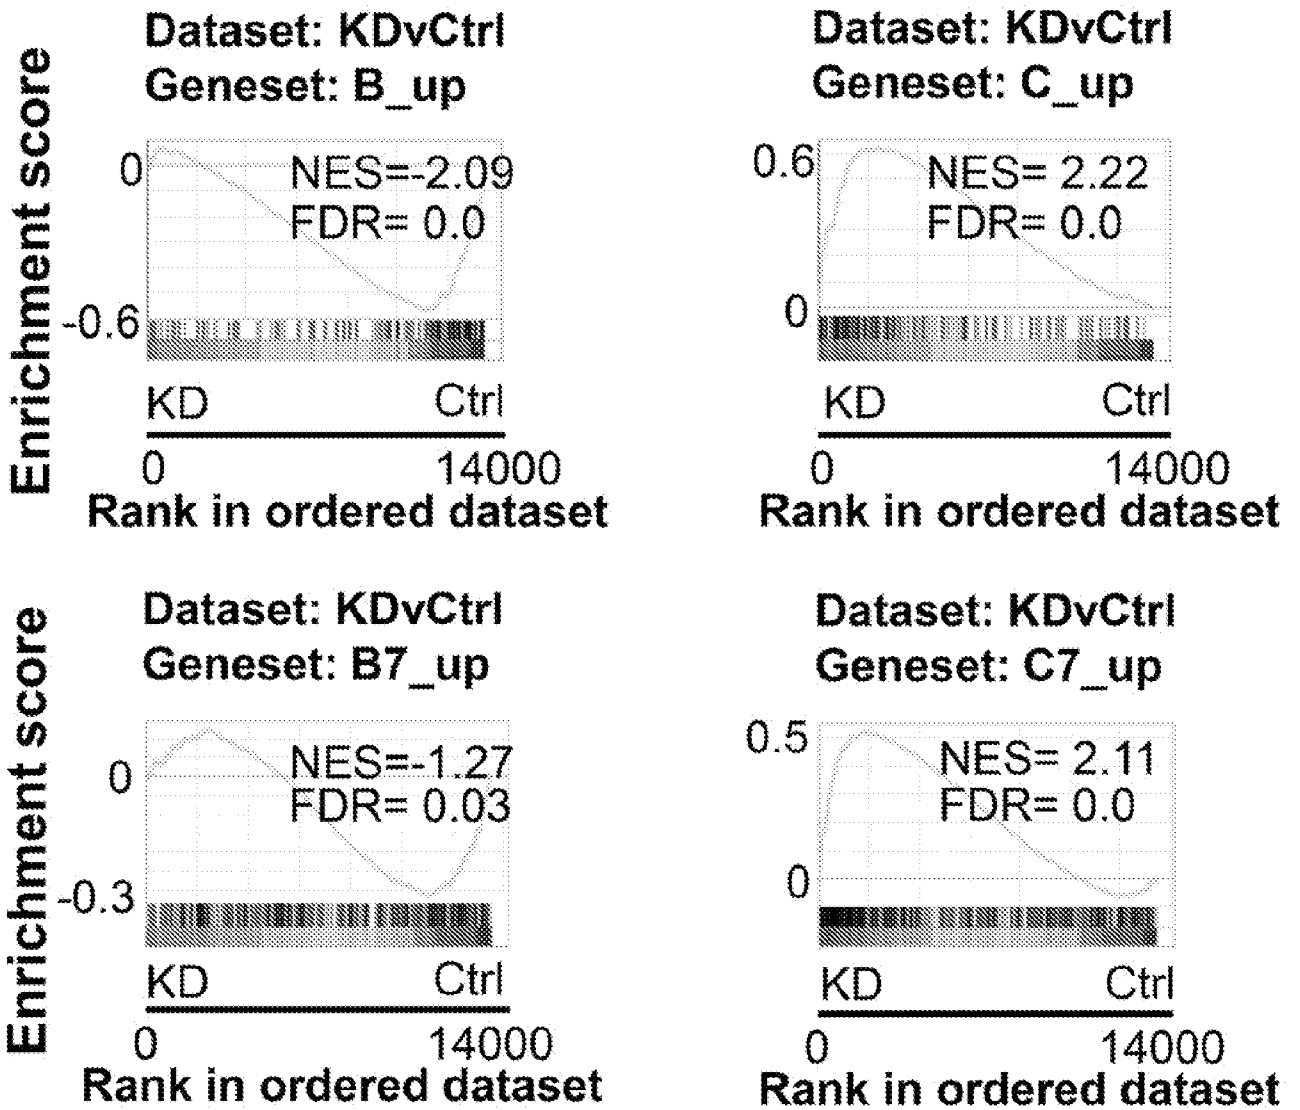 Dataset: KDvCtrl
Geneset: B_up
Enrichment score
0
NES=-2.09
FDR= 0.0
-0.6
KD Ctrl
0 14000
Rank in ordered dataset
Dataset: KDvCtrl
Geneset: C_up
0.6
NES= 2.22
FDR= 0.0
0
KD Ctrl
0 14000
Rank in ordered dataset
Dataset: KDvCtrl
Geneset: B7_up
Enrichment score
0
NES=-1.27
FDR= 0.03
-0.3
KD Ctrl
0 14000
Rank in ordered dataset
Dataset: KDvCtrl
Geneset: C7_up
0.5
NES= 2.11
FDR= 0.0
0
KD Ctrl
0 14000
Rank in ordered dataset